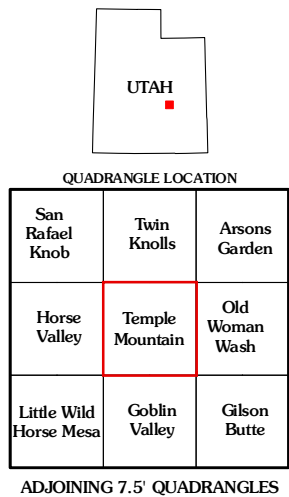 UTAH
QUADRANGLE LOCATION
San
Rafael
Knob
Twin
Knolls
Arsons
Garden
Horse
Valley
Temple
Mountain
Old
Woman
Wash
Little Wild
Horse Mesa
Goblin
Valley
Gilson
Butte
ADJOINING 7.5' QUADRANGLES